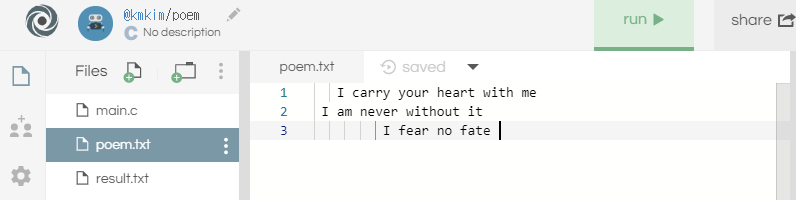 @kmkim/poem
C No description
run
share
Files
poem.txt
saved
main.c
poem.txt
result.txt
1 I carry your heart with me
2 I am never without it
3 I fear no fate